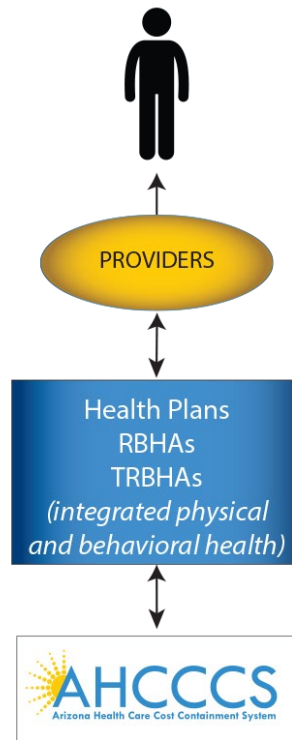 PROVIDERS
Health Plans
RBHAs
TRBHAs
(integrated physical
and behavioral health)
AHCCCS
Arizona Health Care Cost Containment System